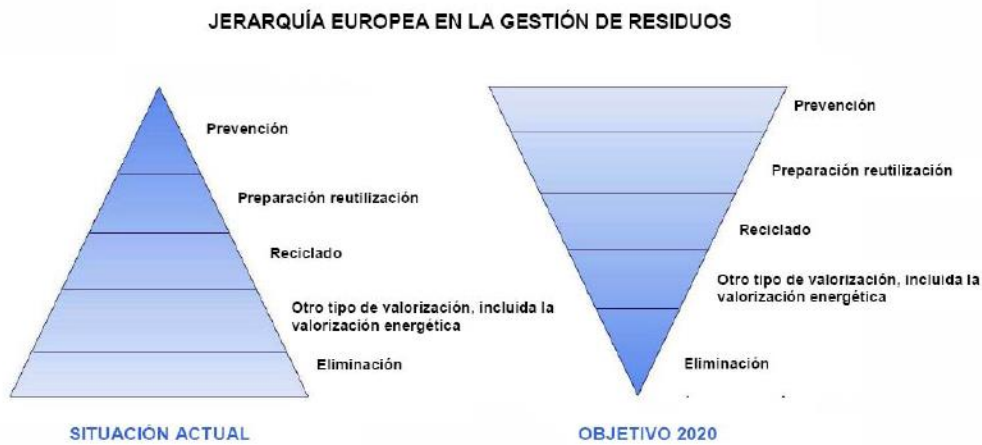 JERARQUÍA EUROPEA EN LA GESTIÓN DE RESIDUOS
Prevención
Preparación reutilización
Reciclado
Otro tipo de valorización, incluida la
valorización energética
Eliminación
SITUACIÓN ACTUAL
Prevención
Preparación reutilización
Reciclado
Otro tipo de valorización, incluida la
valorización energética
Eliminación
OBJETIVO 2020